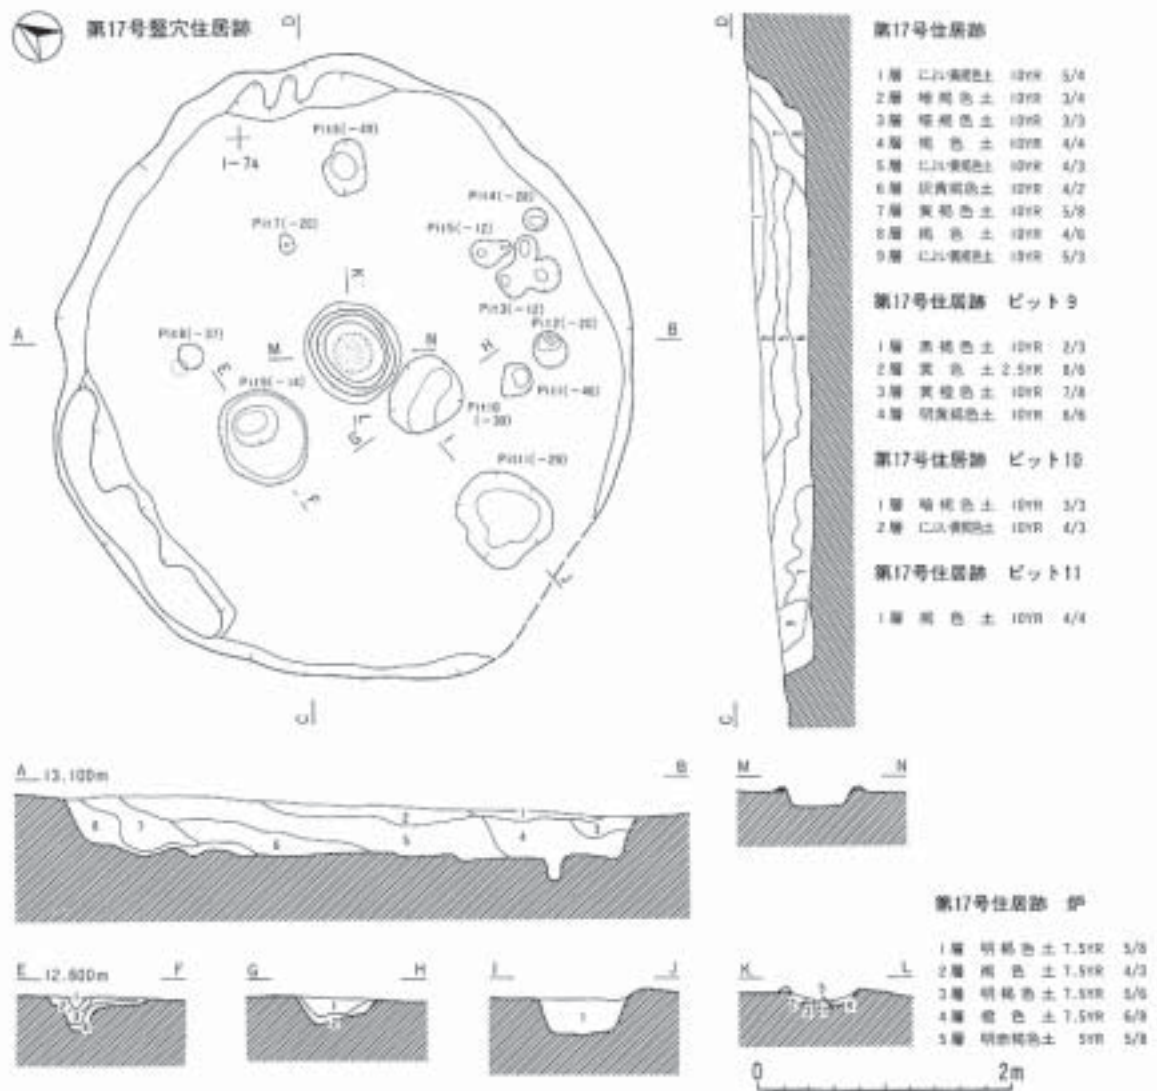 第17号竪穴住居跡
D
I-74
Pit6(-49)
Pit4(-20)
Pit5(-12)
Pit7(-20)
Pit3(-12)
Pit2(-20)
Pit8(-37)
Pit9(-14)
Pit1(-46)
Pit10
(-30)
Pit11(-29)
A
B
K
M
N
H
E
L
G
I
F
J
C
D
C
第17号住居跡
1層 にぶい黄褐色土 10YR 5/4
2層 暗褐色土 10YR 3/4
3層 暗褐色土 10YR 3/3
4層 褐色土 10YR 4/4
5層 にぶい黄褐色土 10YR 4/3
6層 灰黄褐色土 10YR 4/2
7層 黄褐色土 10YR 5/8
8層 褐色土 10YR 4/6
9層 にぶい黄褐色土 10YR 5/3
第17号住居跡 ピット9
1層 黒褐色土 10YR 2/3
2層 黄色土 2.5YR 8/6
3層 黄橙色土 10YR 7/8
4層 明黄褐色土 10YR 6/6
第17号住居跡 ピット10
1層 暗褐色土 10YR 3/3
2層 にぶい黄褐色土 10YR 4/3
第17号住居跡 ピット11
1層 褐色土 10YR 4/4
A 13.100m B
1 2 3 4 5 6 7 8
M N
E 12.600m F
G H
I J
1
K L
第17号住居跡 炉
1層 明褐色土 7.5YR 5/8
2層 褐色土 7.5YR 4/3
3層 明褐色土 7.5YR 5/6
4層 橙色土 7.5YR 6/8
5層 明赤褐色土 5YR 5/8
0 2m